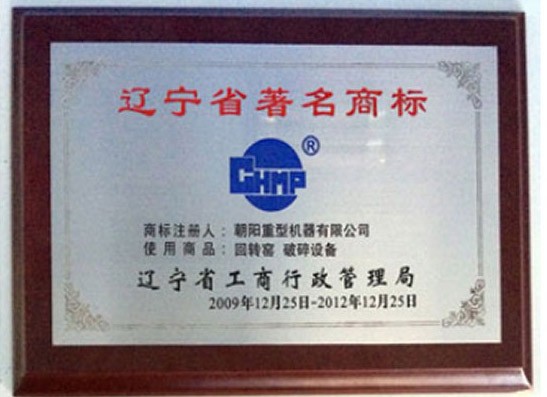 辽宁省著名商标
CHMP®
商标注册人：朝阳重型机器有限公司
使用商品：回转窑 破碎设备
辽宁省工商行政管理局
2009年12月25日-2012年12月25日